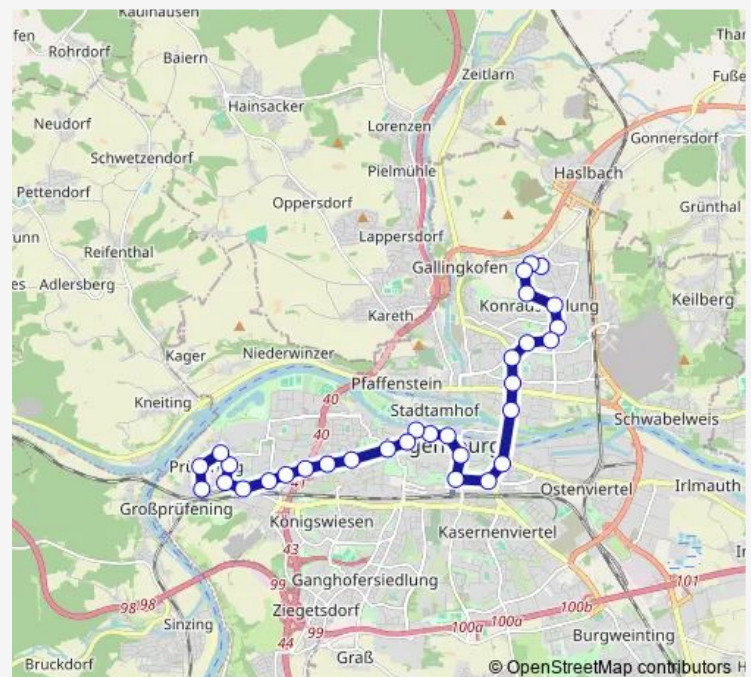 Kaulhausen
fen
Rohrdorf
Baiern
Zeitlarn
Thar
Fuße
Hainsacker
Neudorf
Lorenzen
Gonnersdorf
Schwetzendorf
Pielmühle
Haslbach
Pettendorf
Oppersdorf
Grünthal
unn
Reifenthal
Lappersdorf
Gallingkofen
es
Adlersberg
Kareth
Keilberg
Kager
Niederwinzer
Pfaffenstein
Kneiting
40
Stadtamhof
Schwabelweis
40
Prü
41
Ostenviertel
Irlmauth
Großprüfening
Königswiesen
Kasernenviertel
43
99
Ganghofersiedlung
101
98
98
Ziegetsdorf
100b
Sinzing
99
100a
100a
Burgweinting
44
Bruckdorf
Graß
© OpenStreetMap contributors